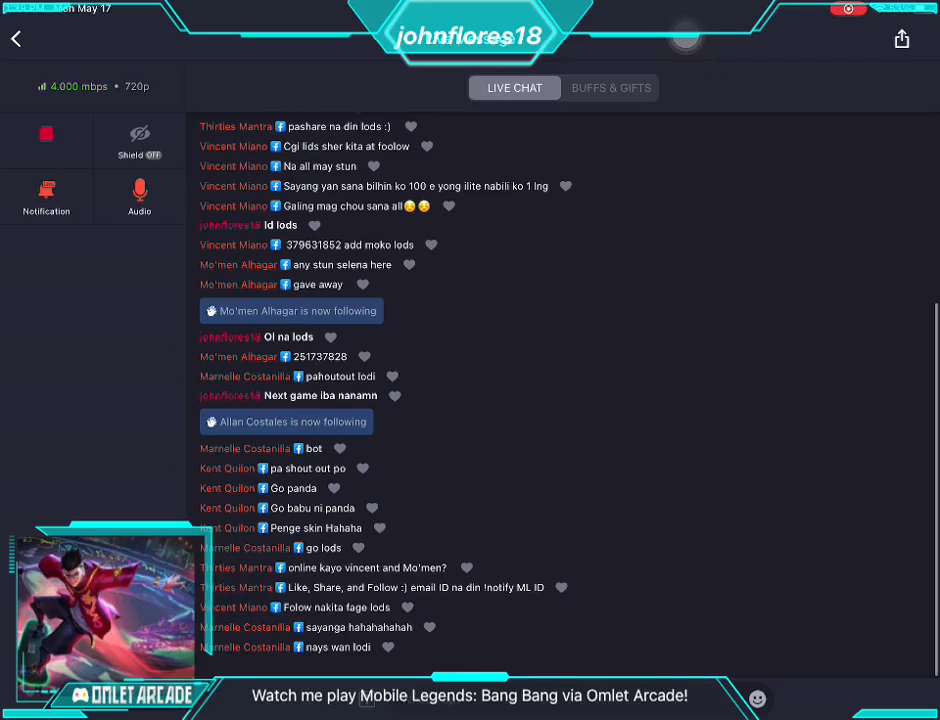 Mon May 17
johnflores18
4.000 mbps • 720p
LIVE CHAT
BUFFS & GIFTS
Shield OFF
Notification
Audio
Thirties Mantra pashare na din lods :)
Vincent Miano Cgi lids sher kita at foolow
Vincent Miano Na all may stun
Vincent Miano Sayang yan sana bilhin ko 100 e yong ilite nabili ko 1 lng
Vincent Miano Galing mag chou sana all😥😥
johnflores18 Id lods
Vincent Miano 379631852 add moko lods
Mo'men Alhagar any stun selena here
Mo'men Alhagar gave away
Mo'men Alhagar is now following
johnflores18 Ol na lods
Mo'men Alhagar 251737828
Marnelle Costanilla pahoutout lodi
johnflores18 Next game iba nanamn
Allan Costales is now following
Marnelle Costanilla bot
Kent Quilon pa shout out po
Kent Quilon Go panda
Kent Quilon Go babu ni panda
Kent Quilon Penge skin Hahaha
Marnelle Costanilla go lods
Thirties Mantra online kayo vincent and Mo'men?
Thirties Mantra Like, Share, and Follow :) email ID na din !notify ML ID
Vincent Miano Folow nakita fage lods
Marnelle Costanilla sayanga hahahahahah
Marnelle Costanilla nays wan lodi
OMLET ARCADE
Watch me play Mobile Legends: Bang Bang via Omlet Arcade!